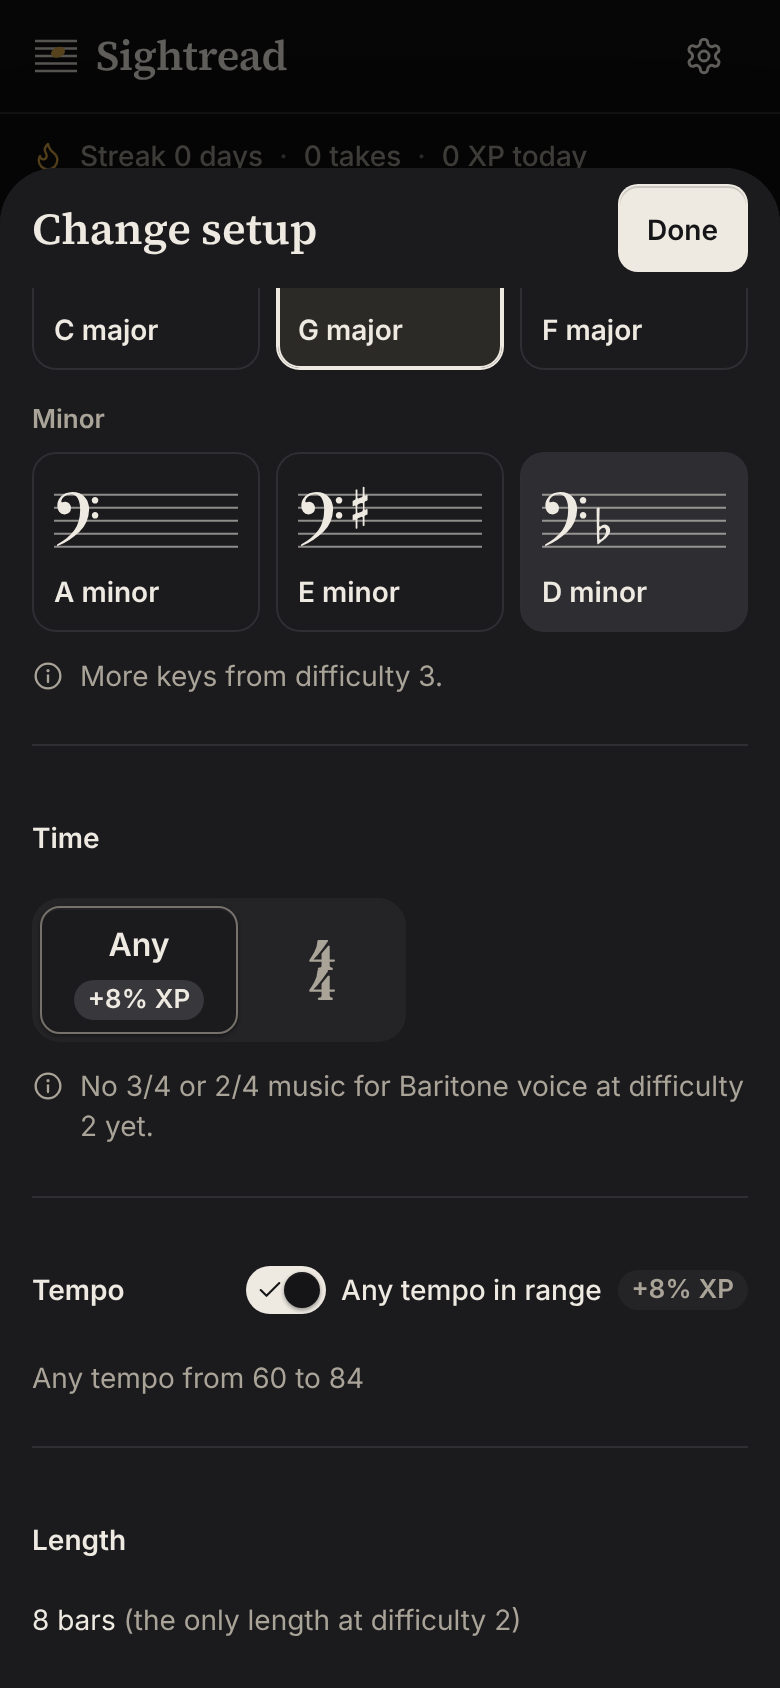 Sightread
Streak 0 days · 0 takes · 0 XP today
Change setup
Done
C major
G major
F major
Minor
A minor
E minor
D minor
More keys from difficulty 3.
Time
Any
+8% XP
4
4
No 3/4 or 2/4 music for Baritone voice at difficulty
2 yet.
Tempo
Any tempo in range
+8% XP
Any tempo from 60 to 84
Length
8 bars (the only length at difficulty 2)